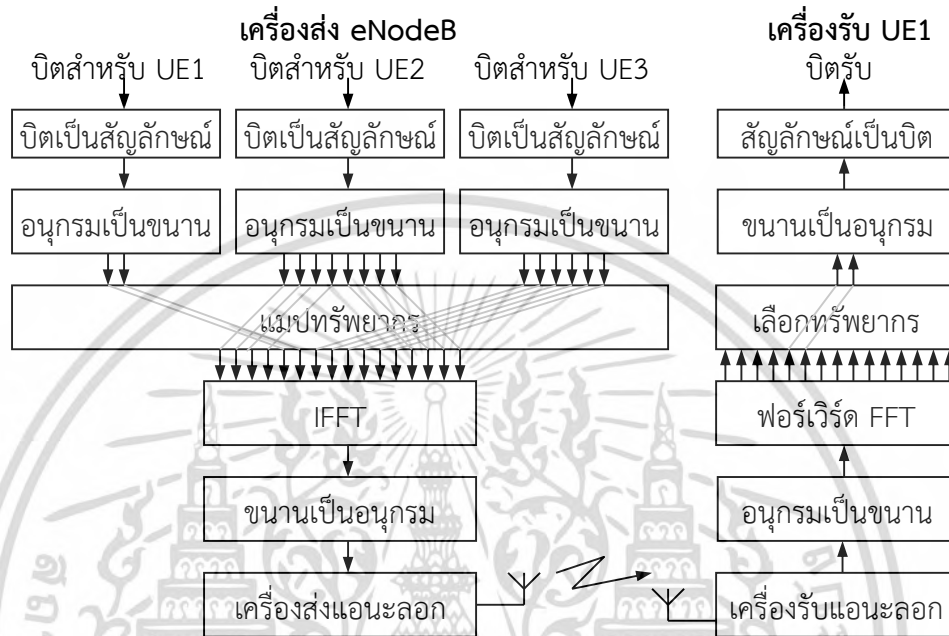 เครื่องส่ง eNodeB เครื่องรับ UE1
บิตสำหรับ UE1 บิตสำหรับ UE2 บิตสำหรับ UE3 บิตรับ
บิตเป็นสัญลักษณ์ บิตเป็นสัญลักษณ์ บิตเป็นสัญลักษณ์ สัญลักษณ์เป็นบิต
อนุกรมเป็นขนาน อนุกรมเป็นขนาน อนุกรมเป็นขนาน ขนานเป็นอนุกรม
แมปทรัพยากร เลือกทรัพยากร
IFFT ฟอร์เวิร์ด FFT
ขนานเป็นอนุกรม อนุกรมเป็นขนาน
เครื่องส่งแอนะลอก เครื่องรับแอนะลอก